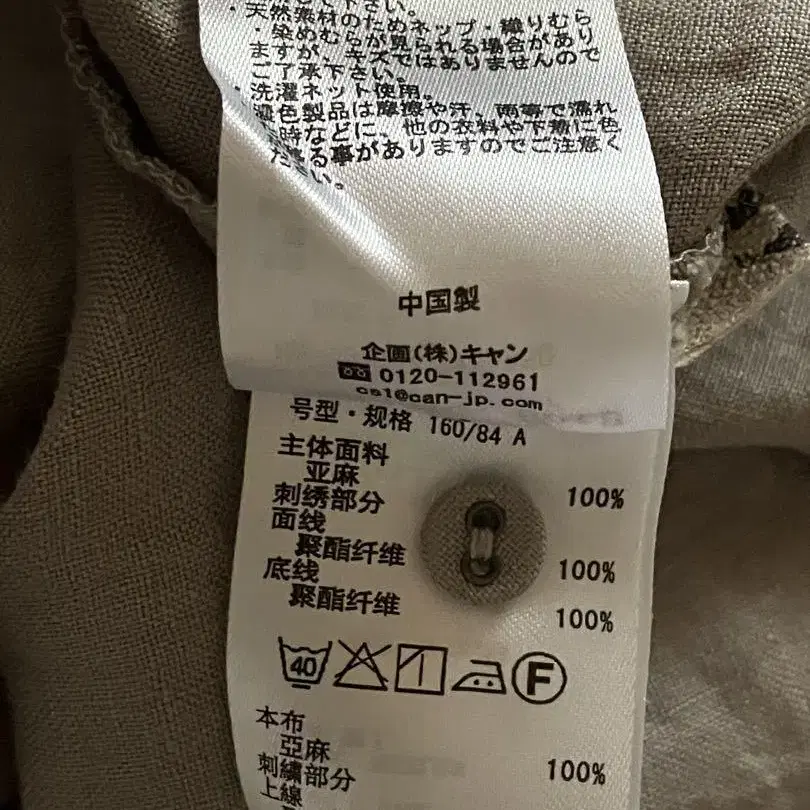 下さい。
・天然素材のためネップ・織りむら
・染めむらが見られる場合があり
ますが、キズではありませんので
ご了承下さい。
・洗濯ネット使用。
濃色製品は摩擦や汗、雨等で濡れ
時などに、他の衣料や下着に色
る事がありますのでご注意く
い。
中国製
企画(株)キャン
0120-112961
cs1@can-jp.com
号型・规格 160/84 A
主体面料
亚麻 100%
刺绣部分
面线
聚酯纤维 100%
底线
聚酯纤维 100%
40 F
本布
亞麻 100%
刺繡部分
上線